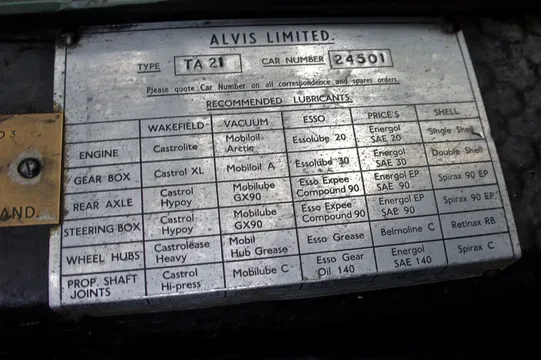 ALVIS LIMITED.
TYPE TA 21 CAR NUMBER 24501
Please quote Car Number on all correspondence and spares orders.
RECOMMENDED LUBRICANTS.
WAKEFIELD VACUUM ESSO PRICE'S SHELL
ENGINE Castrolite Mobiloil Arctic Essolube 20 Energol SAE 20 Single Shell
GEAR BOX Castrol XL Mobiloil A Essolube 30 Energol SAE 30 Double Shell
REAR AXLE Castrol Hypoy Mobilube GX90 Esso Expee Compound 90 Energol EP SAE 90 Spirax 90 EP
STEERING BOX Castrol Hypoy Mobilube GX90 Esso Expee Compound 90 Energol EP SAE 90 Spirax 90 EP
WHEEL HUBS Castrolease Heavy Mobil Hub Grease Esso Grease Belmoline C Retinax RB
PROP. SHAFT JOINTS Castrol Hi-press Mobilube C Esso Gear Oil 140 Energol SAE 140 Spirax C
03
AND.